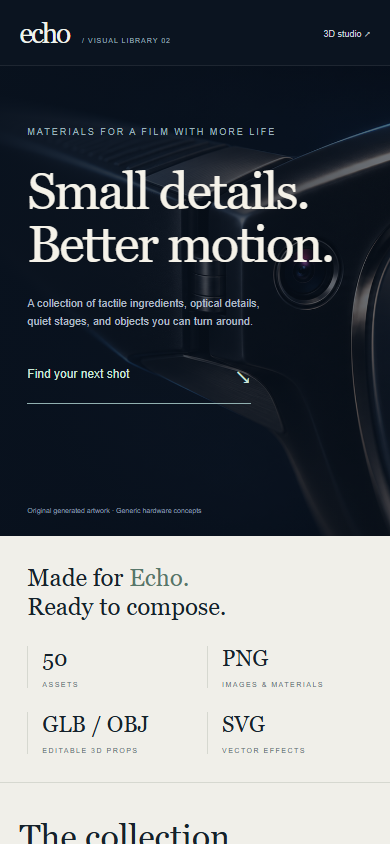 echo / VISUAL LIBRARY 02 3D studio ↗
MATERIALS FOR A FILM WITH MORE LIFE
Small details.
Better motion.
A collection of tactile ingredients, optical details,
quiet stages, and objects you can turn around.
Find your next shot ↘
Original generated artwork · Generic hardware concepts
Made for Echo.
Ready to compose.
50
ASSETS
PNG
IMAGES & MATERIALS
GLB / OBJ
EDITABLE 3D PROPS
SVG
VECTOR EFFECTS
The collection